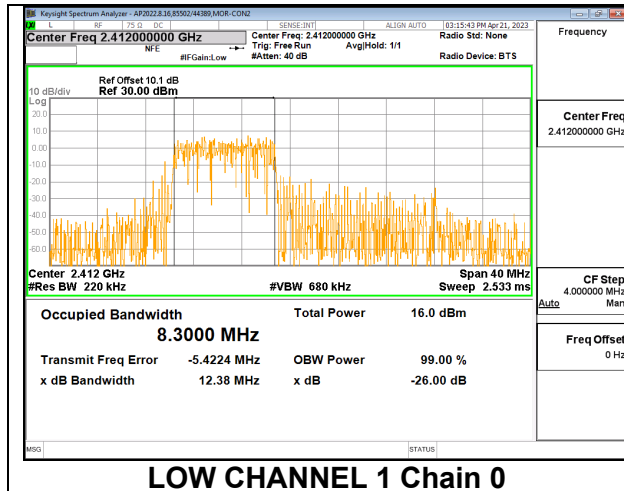 Keysight Spectrum Analyzer - AP2022.8.16,85502/44389,MOR-CON2
L RF 75 Ω DC SENSE:INT ALIGN AUTO 03:15:43 PM Apr 21, 2023
Center Freq 2.412000000 GHz
NFE
#IFGain:Low
Center Freq: 2.412000000 GHz
Trig: Free Run Avg|Hold: 1/1
#Atten: 40 dB
Radio Std: None
Radio Device: BTS
Frequency
Ref Offset 10.1 dB
10 dB/div Ref 30.00 dBm
Log
20.0
10.0
0.00
-10.0
-20.0
-30.0
-40.0
-50.0
-60.0
Center Freq
2.412000000 GHz
Center 2.412 GHz Span 40 MHz
#Res BW 220 kHz #VBW 680 kHz Sweep 2.533 ms
CF Step
4.000000 MHz
Auto Man
Occupied Bandwidth Total Power 16.0 dBm
8.3000 MHz
Transmit Freq Error -5.4224 MHz OBW Power 99.00 %
x dB Bandwidth 12.38 MHz x dB -26.00 dB
Freq Offset
0 Hz
MSG STATUS
LOW CHANNEL 1 Chain 0